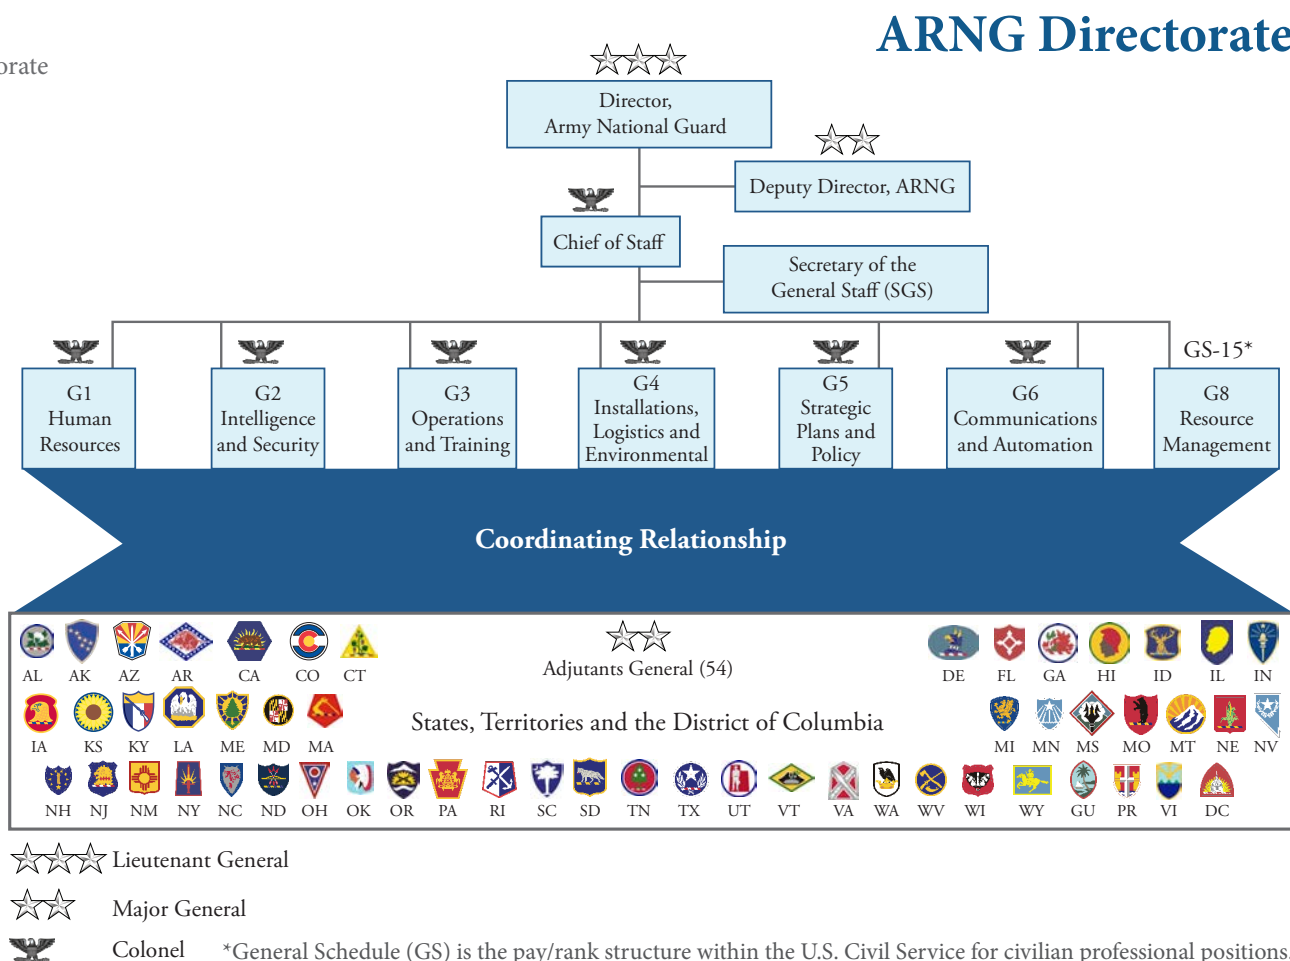 ARNG Directorate
orate
Director,
Army National Guard
Deputy Director, ARNG
Chief of Staff
Secretary of the
General Staff (SGS)
GS-15*
G1
Human
Resources
G2
Intelligence
and Security
G3
Operations
and Training
G4
Installations,
Logistics and
Environmental
G5
Strategic
Plans and
Policy
G6
Communications
and Automation
G8
Resource
Management
Coordinating Relationship
AL AK AZ AR CA CO CT
Adjutants General (54)
DE FL GA HI ID IL IN
IA KS KY LA ME MD MA
States, Territories and the District of Columbia
MI MN MS MO MT NE NV
NH NJ NM NY NC ND OH OK OR PA RI SC SD TN TX UT VT VA WA WV WI WY GU PR VI DC
Lieutenant General
Major General
Colonel
*General Schedule (GS) is the pay/rank structure within the U.S. Civil Service for civilian professional positions.